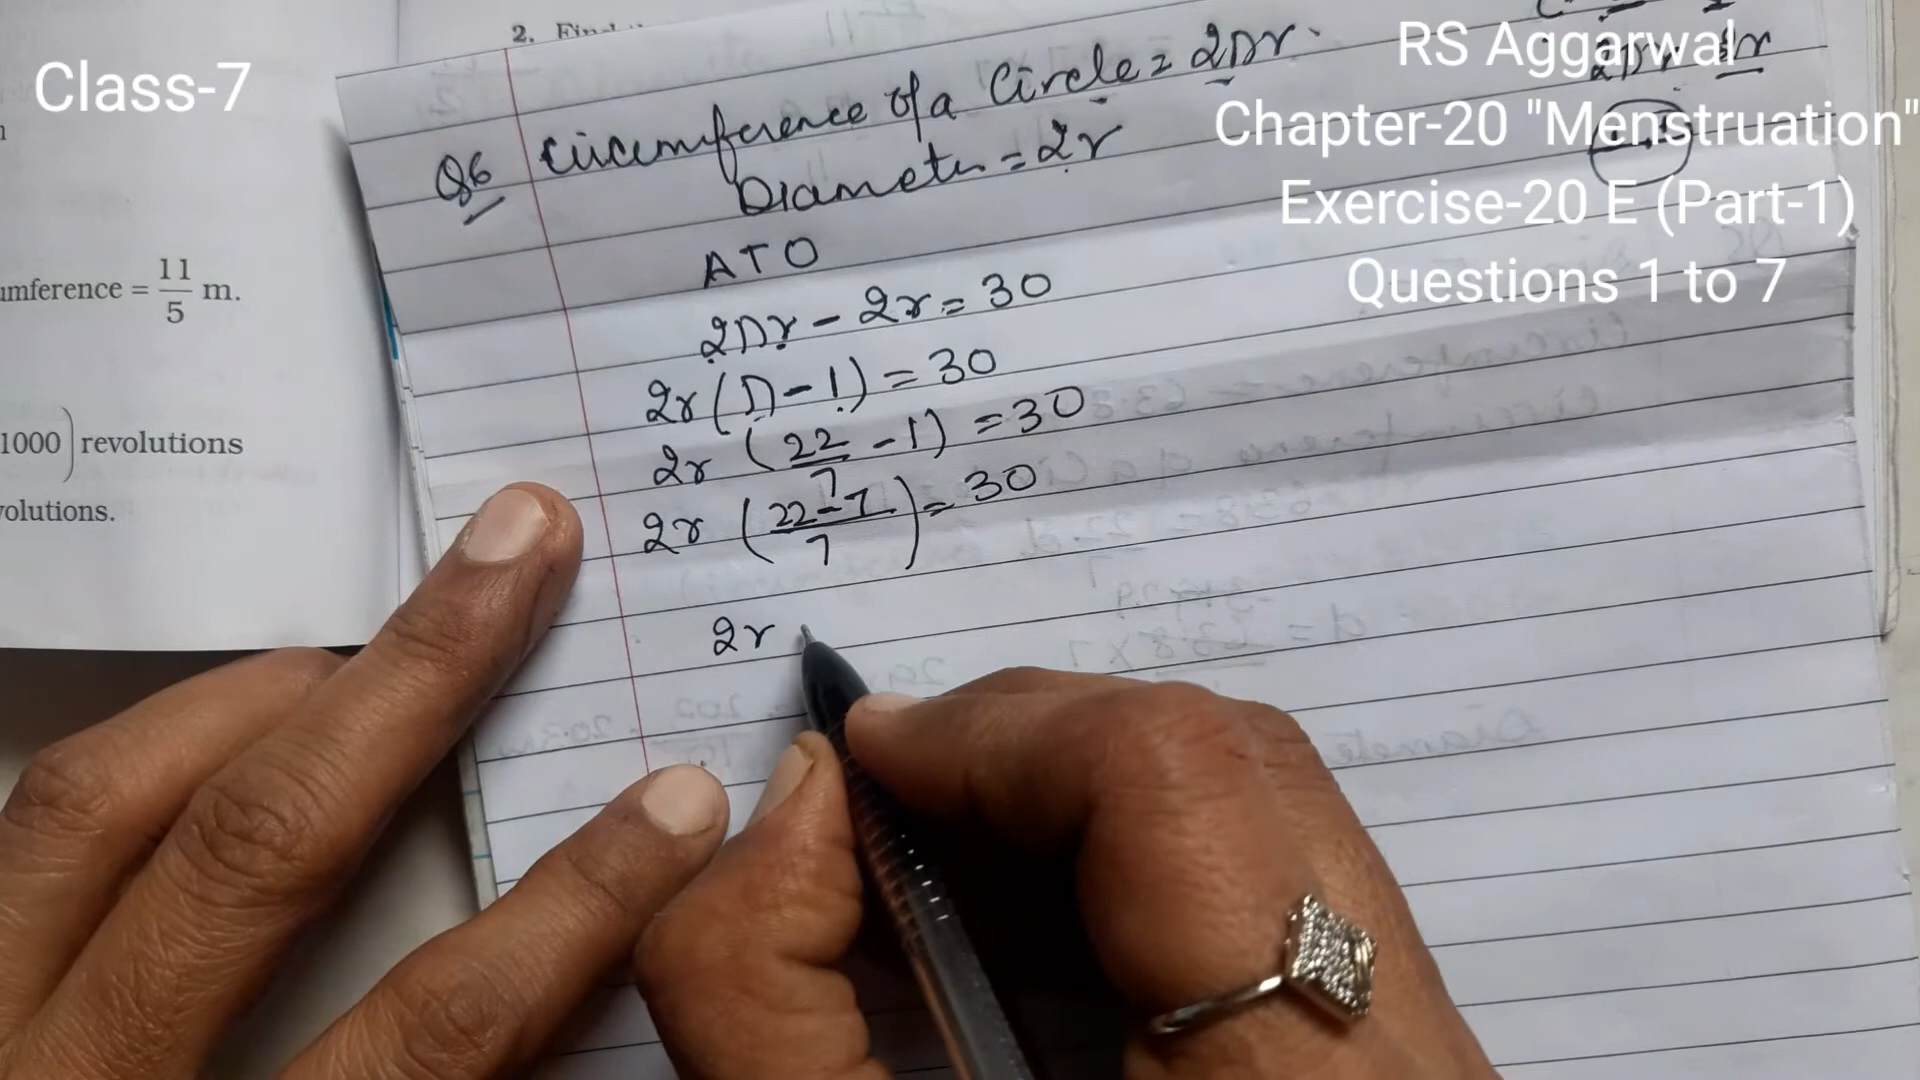 Class-7
RS Aggarwal
Chapter-20 "Menstruation"
Exercise-20 E (Part-1)
Questions 1 to 7
2.
umference = 11/5 m.
1000) revolutions
olutions.
Q6 Circumference of a Circle = 2πr.
Diameter = 2r
ATQ
2πr - 2r = 30
2r (π - 1) = 30
2r (22/7 - 1) = 30
2r (22-7/7) = 30
2r